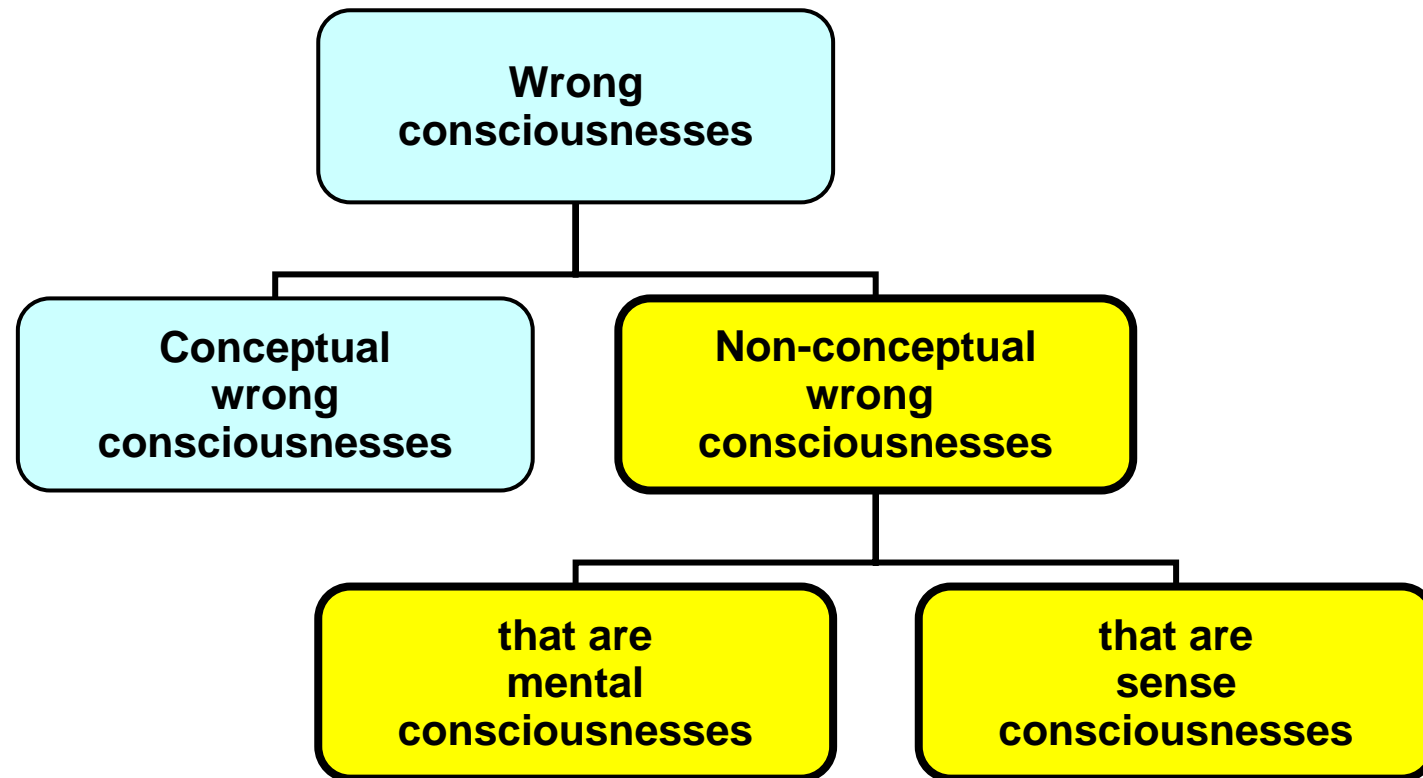 Wrong
consciousnesses
Conceptual
wrong
consciousnesses
Non-conceptual
wrong
consciousnesses
that are
mental
consciousnesses
that are
sense
consciousnesses